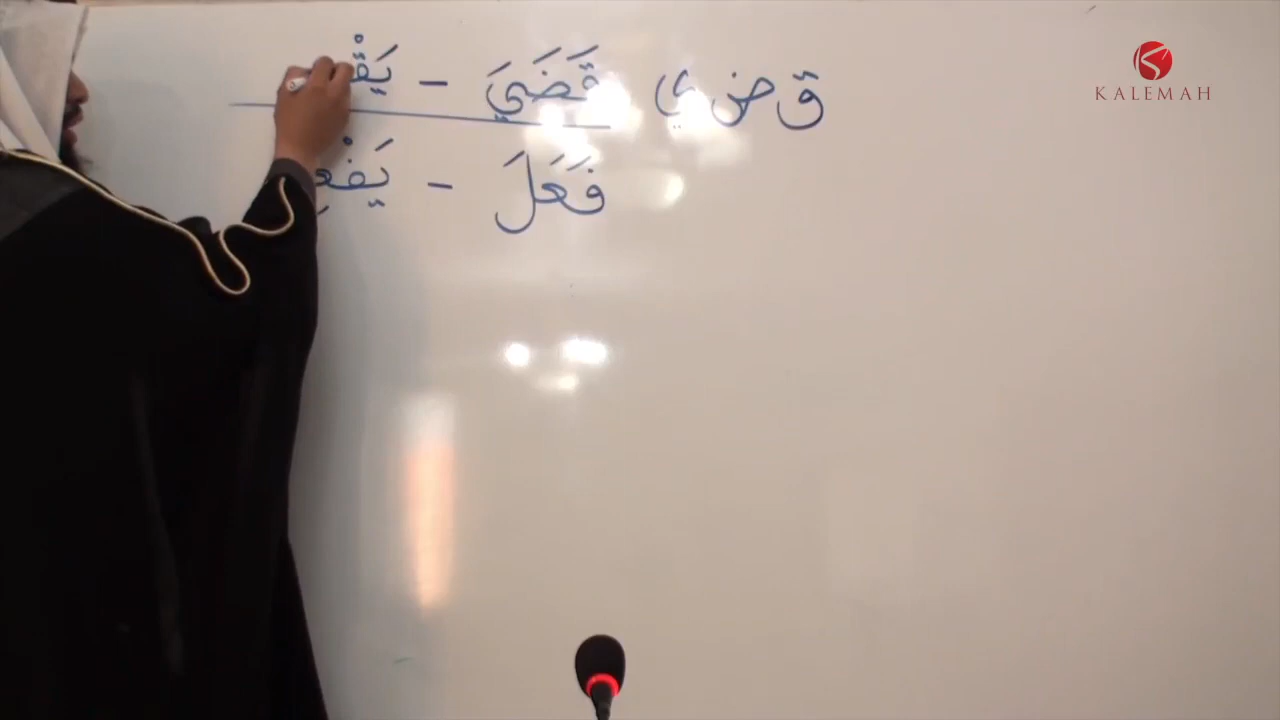 ق ض ي قَضَيَ - يَقْ
فَعَلَ - يَفْعِ
KALEMAH